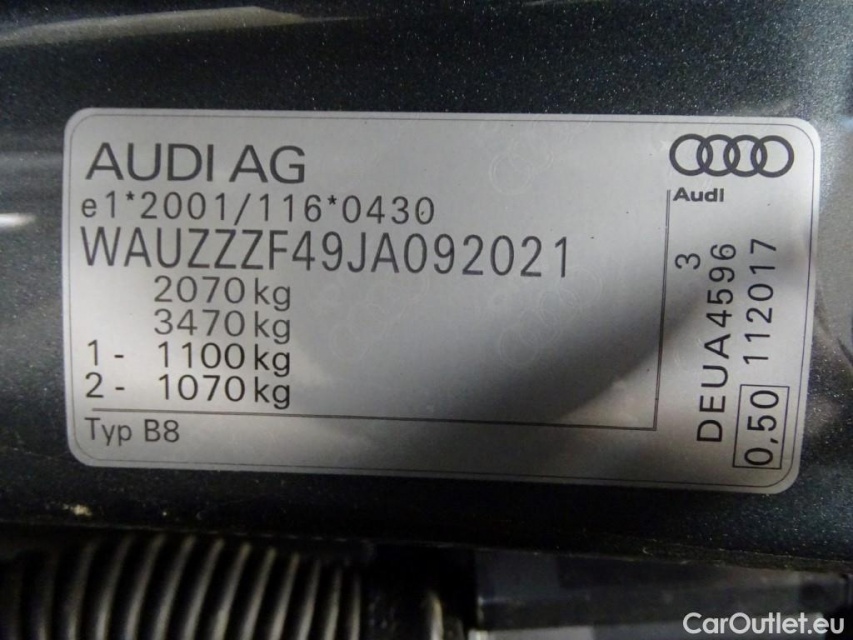 AUDI AG
e1*2001/116*0430
WAUZZZF49JA092021
2070 kg
3470 kg
1 - 1100 kg
2 - 1070 kg
Typ B8
Audi
DEUA4596 3
0,50 112017
CarOutlet.eu